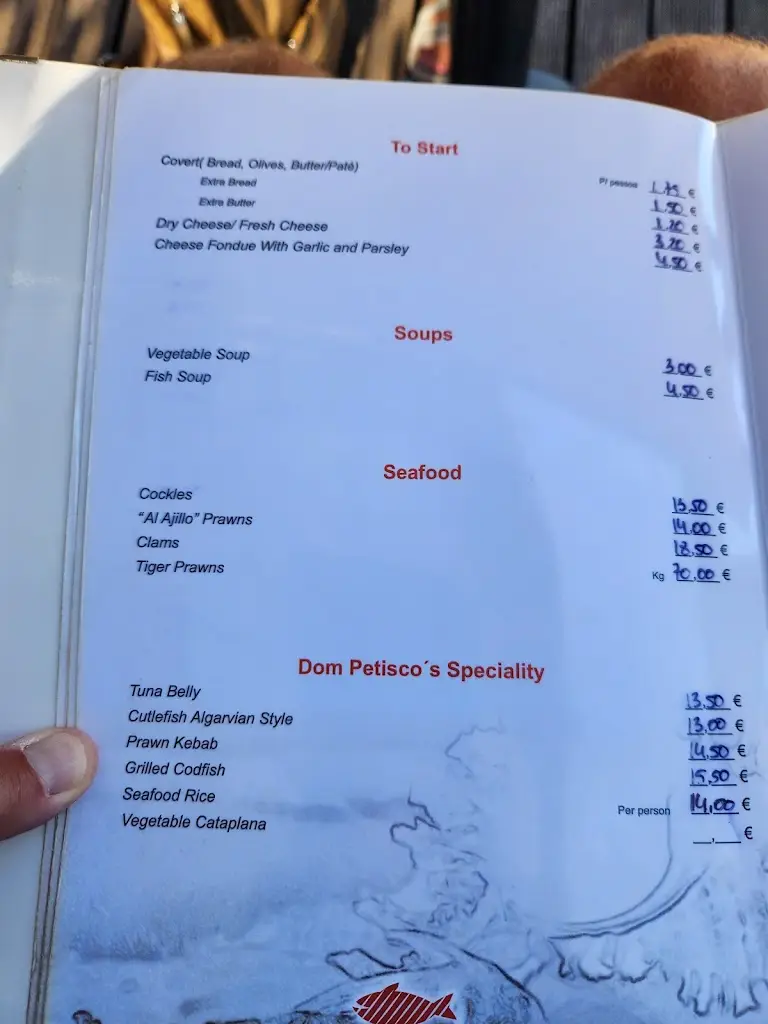 To Start
Covert( Bread, Olives, Butter/Paté) P/ pessoa 1.75 €
Extra Bread 1.50 €
Extra Butter 1.20 €
Dry Cheese/ Fresh Cheese 3.20 €
Cheese Fondue With Garlic and Parsley 4.50 €
Soups
Vegetable Soup 3.00 €
Fish Soup 4.50 €
Seafood
Cockles 13.50 €
“Al Ajillo” Prawns 14.00 €
Clams 18.50 €
Tiger Prawns Kg 70.00 €
Dom Petisco´s Speciality
Tuna Belly 13.50 €
Cutlefish Algarvian Style 13.00 €
Prawn Kebab 14.50 €
Grilled Codfish 15.50 €
Seafood Rice Per person 14.00 €
Vegetable Cataplana __,__ €